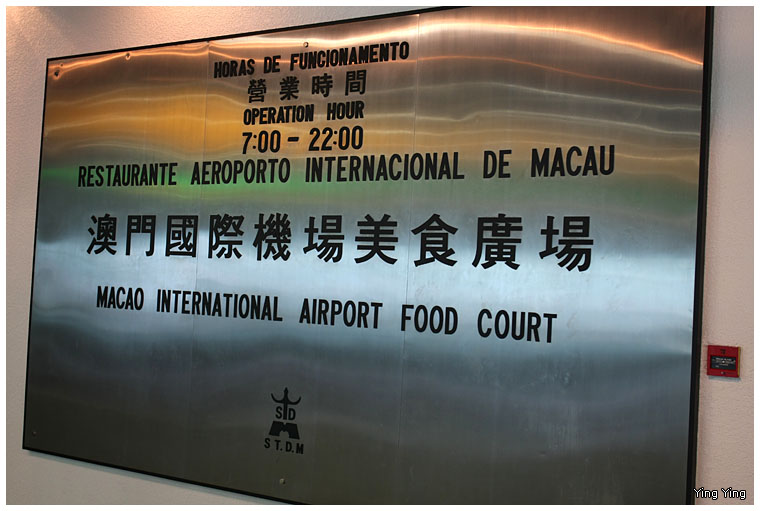 HORAS DE FUNCIONAMENTO
營業時間
OPERATION HOUR
7:00 - 22:00
RESTAURANTE AEROPORTO INTERNACIONAL DE MACAU
澳門國際機場美食廣場
MACAO INTERNATIONAL AIRPORT FOOD COURT
STD
S.T.D.M
Ying Ying